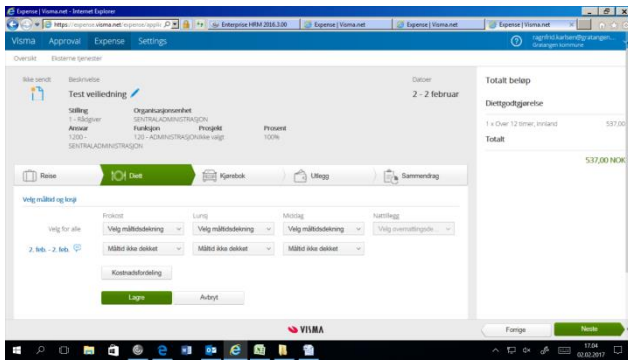 Expense | Visma.net - Internet Explorer
https://expense.visma.net/expense/applic
Enterprise HRM 2016.3.00
Expense | Visma.net
Expense | Visma.net
Expense | Visma.net
Visma Approval Expense Settings
ragnfrid.karlsen@gratangen...
Gratangen kommune
Oversikt Eksterne tjenester
Ikke sendt Beskrivelse Datoer
Test veilledning 2 - 2 februar
Stilling Organisasjonsenhet
1 - Rådgiver SENTRALADMINISTRASJON
Ansvar Funksjon Prosjekt Prosent
1200 - 120 - ADMINISTRASJON Ikke valgt 100%
SENTRALADMINISTRASJON
Totalt beløp
Diettgodtgjørelse
1 x Over 12 timer, innland 537,00
Totalt
537,00 NOK
Reise Diett Kjørebok Utlegg Sammendrag
Velg måltid og losji
Frokost Lunsj Middag Nattillegg
Velg for alle Velg måltidsdekning Velg måltidsdekning Velg måltidsdekning Velg overnattingsde...
2. feb. - 2. feb. Måltid ikke dekket Måltid ikke dekket Måltid ikke dekket
Kostnadsfordeling
Lagre Avbryt
VISMA
Forrige Neste
17.04
02.02.2017